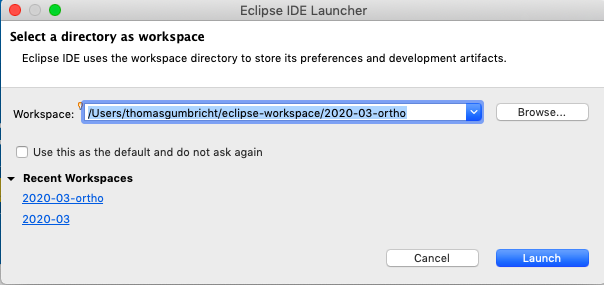 Eclipse IDE Launcher
Select a directory as workspace
Eclipse IDE uses the workspace directory to store its preferences and development artifacts.
Workspace: /Users/thomasgumbricht/eclipse-workspace/2020-03-ortho Browse...
Use this as the default and do not ask again
Recent Workspaces
2020-03-ortho
2020-03
Cancel Launch